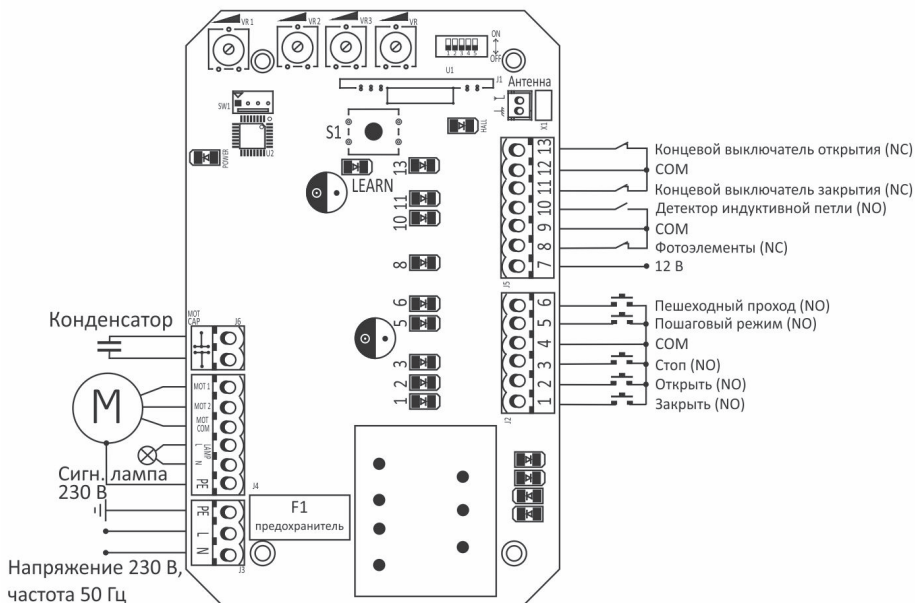 VR1
VR2
VR3
VR
ON
OFF
1 2 3 4 5
U1
J1
Антенна
X1
SW1
U2
POWER
S1
LEARN
HALL
13
11
10
8
6
5
3
2
1
13
12
11
10
9
8
7
J5
Концевой выключатель открытия (NC)
COM
Концевой выключатель закрытия (NC)
Детектор индуктивной петли (NO)
COM
Фотоэлементы (NC)
12 В
6
5
4
3
2
1
J2
Пешеходный проход (NO)
Пошаговый режим (NO)
COM
Стоп (NO)
Открыть (NO)
Закрыть (NO)
Конденсатор
MOT
CAP
J6
M
MOT 1
MOT 2
MOT
COM
L
LAMP
N
PE
J4
Сигн. лампа
230 В
PE
L
N
J3
F1
предохранитель
Напряжение 230 В,
частота 50 Гц